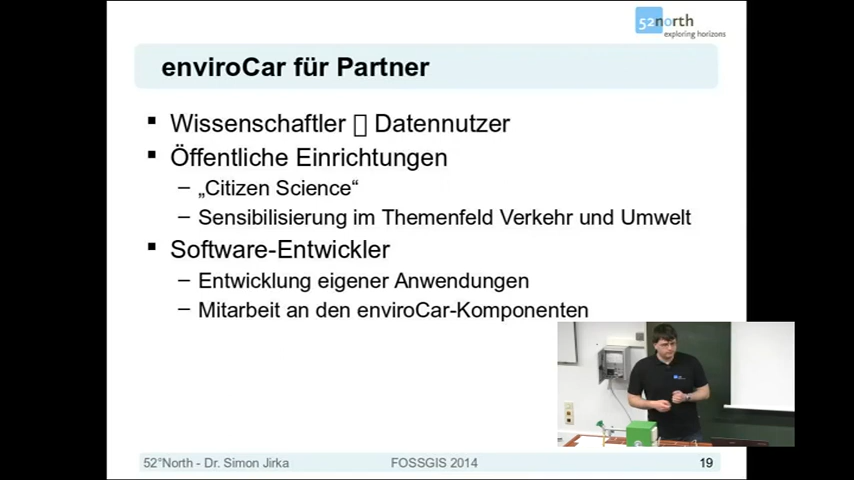 52north
exploring horizons
enviroCar für Partner
▪ Wissenschaftler ▯ Datennutzer
▪ Öffentliche Einrichtungen
– „Citizen Science“
– Sensibilisierung im Themenfeld Verkehr und Umwelt
▪ Software-Entwickler
– Entwicklung eigener Anwendungen
– Mitarbeit an den enviroCar-Komponenten
52°North - Dr. Simon Jirka FOSSGIS 2014 19